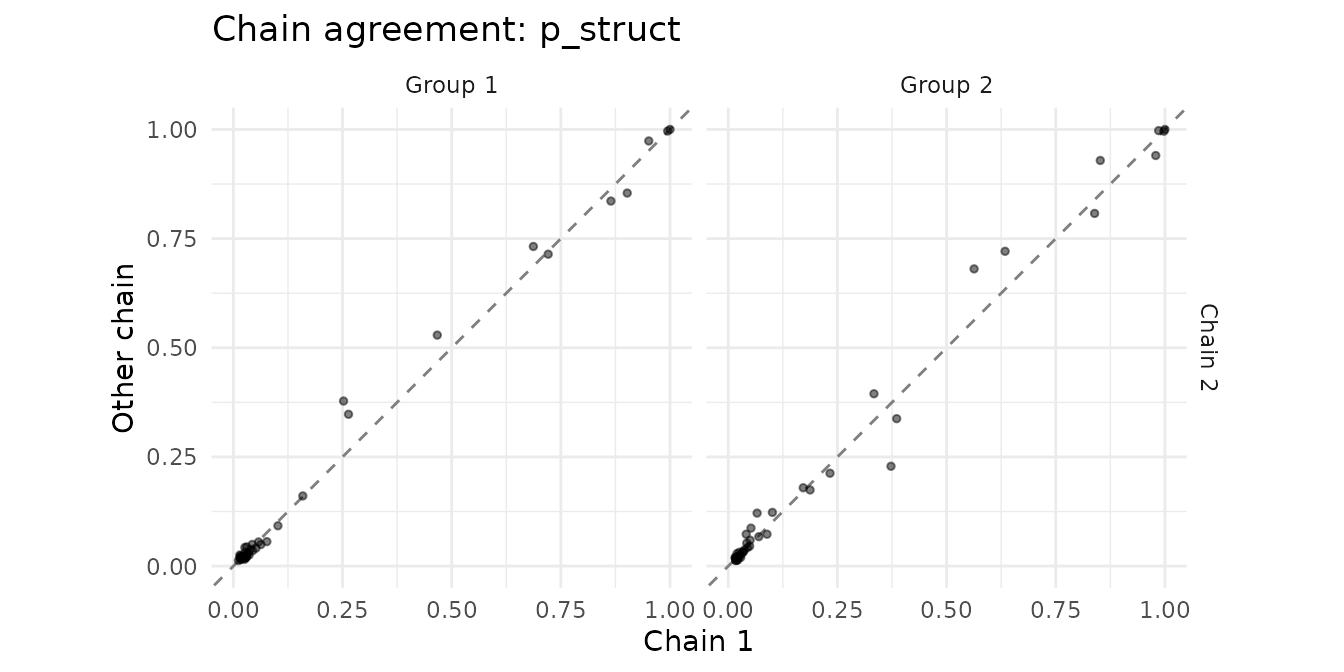 Chain agreement: p_struct
Group 1
Group 2
1.00
0.75
0.50
0.25
0.00
Other chain
Chain 2
0.00 0.25 0.50 0.75 1.00 0.00 0.25 0.50 0.75 1.00
Chain 1